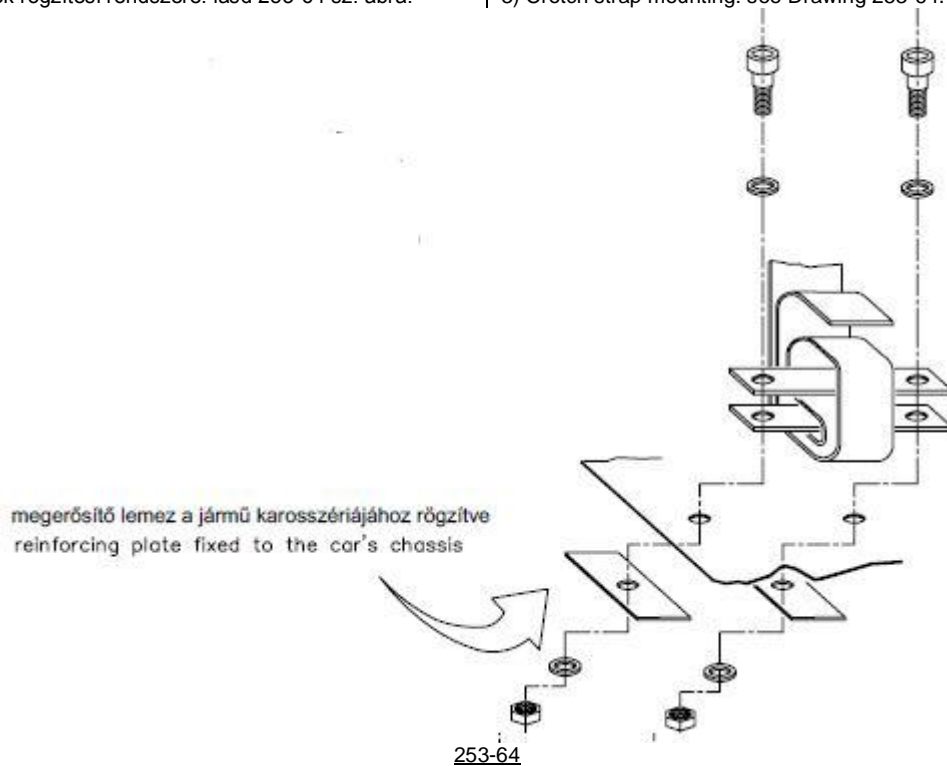 rögzítési rendszere: lásd 253-64 sz. ábra.
Crotch strap mounting: see Drawing 253-64.
megerősítő lemez a jármű karosszériájához rögzítve
reinforcing plate fixed to the car's chassis
253-64